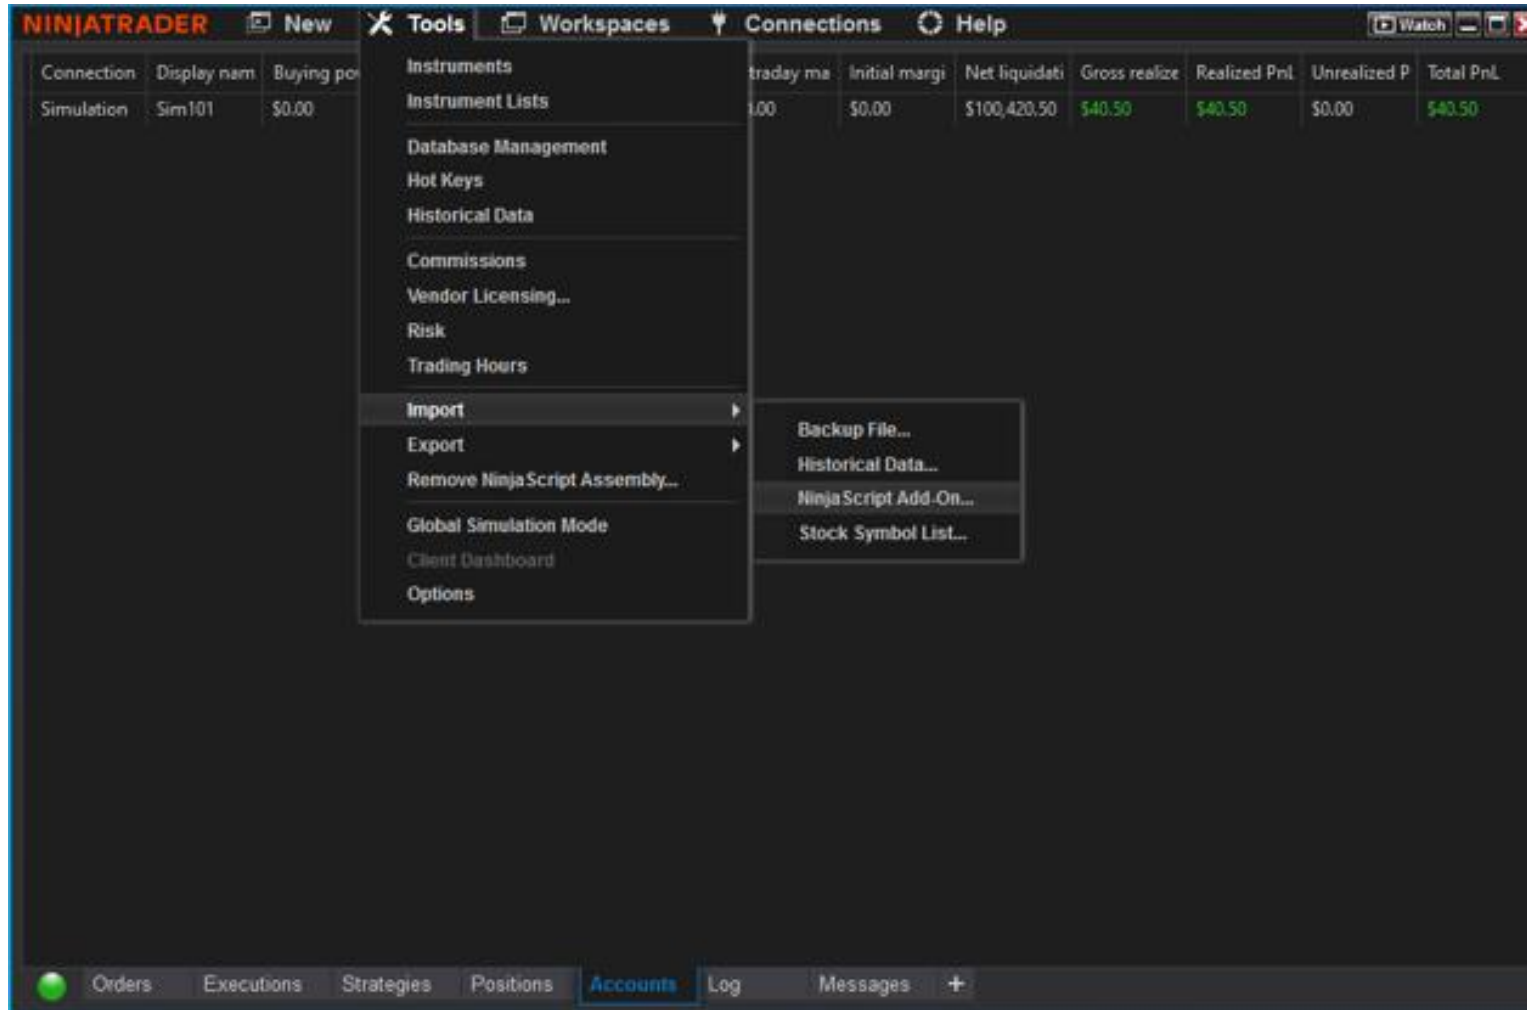 NINJATRADER New Tools Workspaces Connections Help Watch
Connection Display nam Buying po traday ma Initial margi Net liquidati Gross realize Realized PnL Unrealized P Total PnL
Simulation Sim101 $0.00 .00 $0.00 $100,420.50 $40.50 $40.50 $0.00 $40.50
Instruments
Instrument Lists
Database Management
Hot Keys
Historical Data
Commissions
Vendor Licensing...
Risk
Trading Hours
Import
Export
Remove NinjaScript Assembly...
Global Simulation Mode
Client Dashboard
Options
Backup File...
Historical Data...
NinjaScript Add-On...
Stock Symbol List...
Orders Executions Strategies Positions Accounts Log Messages +